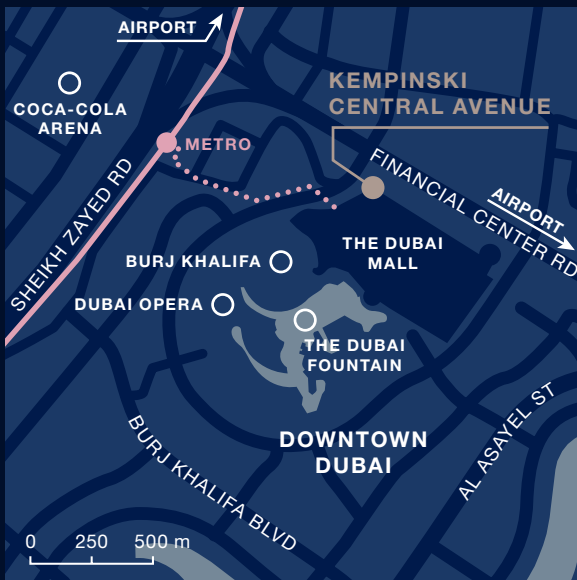 AIRPORT
COCA-COLA
ARENA
KEMPINSKI
CENTRAL AVENUE
METRO
FINANCIAL CENTER RD
AIRPORT
SHEIKH ZAYED RD
THE DUBAI
MALL
BURJ KHALIFA
DUBAI OPERA
THE DUBAI
FOUNTAIN
DOWNTOWN
DUBAI
AL ASAYEL ST
BURJ KHALIFA BLVD
0 250 500 m